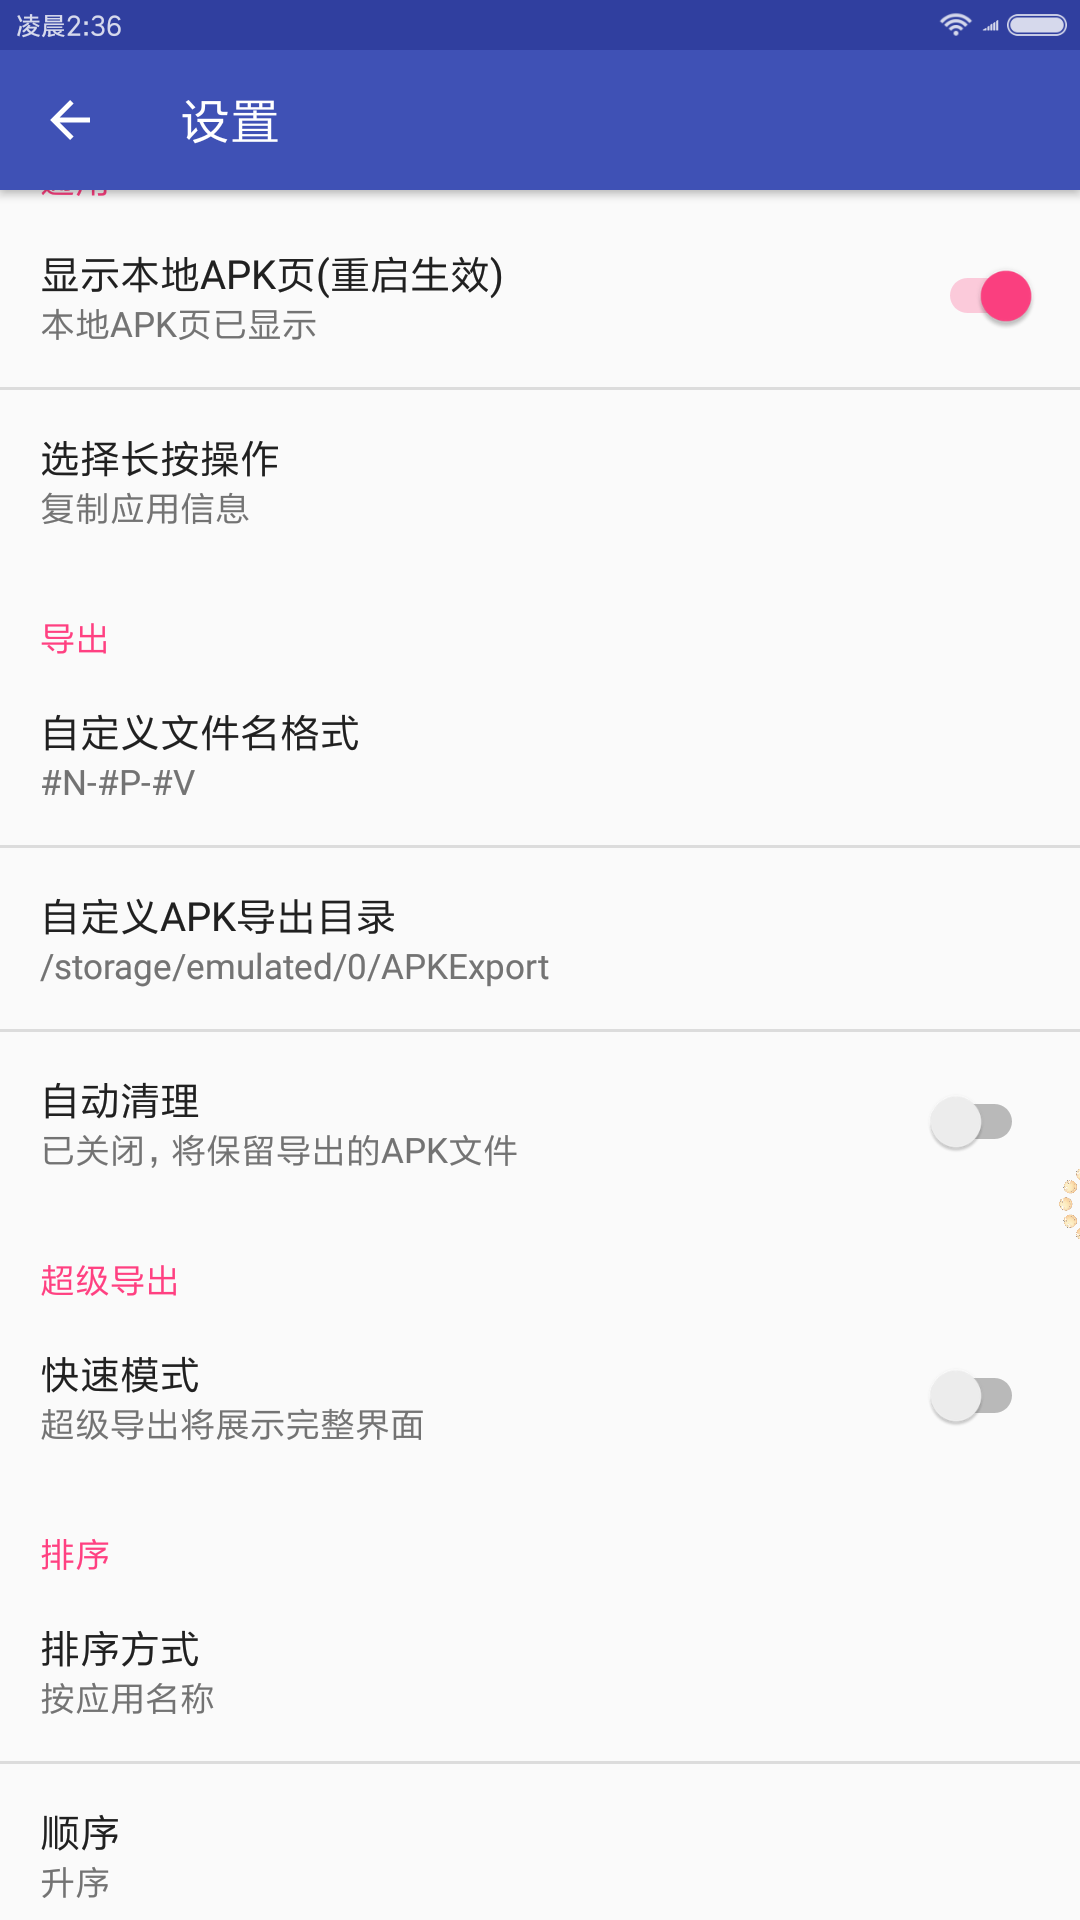 凌晨2:36
设置
显示本地APK页(重启生效)
本地APK页已显示
选择长按操作
复制应用信息
导出
自定义文件名格式
#N-#P-#V
自定义APK导出目录
/storage/emulated/0/APKExport
自动清理
已关闭，将保留导出的APK文件
超级导出
快速模式
超级导出将展示完整界面
排序
排序方式
按应用名称
顺序
升序